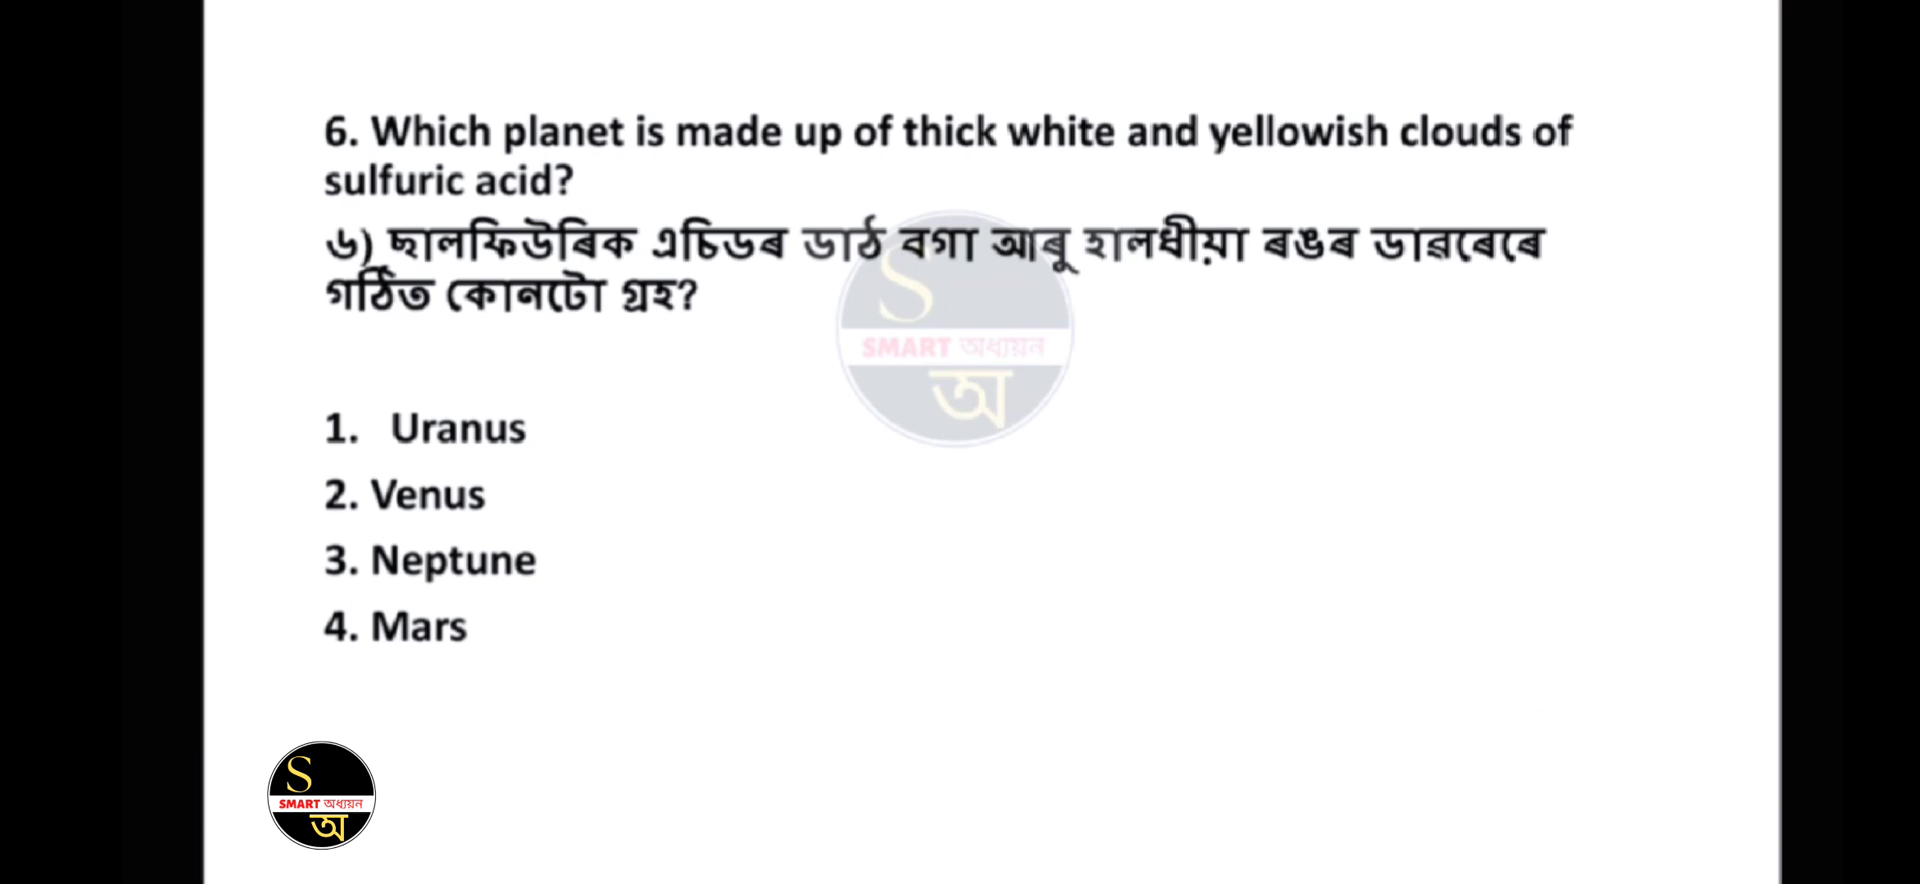 6. Which planet is made up of thick white and yellowish clouds of
sulfuric acid?
৬) ছালফিউৰিক এচিডৰ ডাঠ বগা আৰু হালধীয়া ৰঙৰ ডাৱৰেৰে
গঠিত কোনটো গ্ৰহ?
S
SMART অধ্যয়ন
অ
1. Uranus
2. Venus
3. Neptune
4. Mars
S
SMART অধ্যয়ন
অ